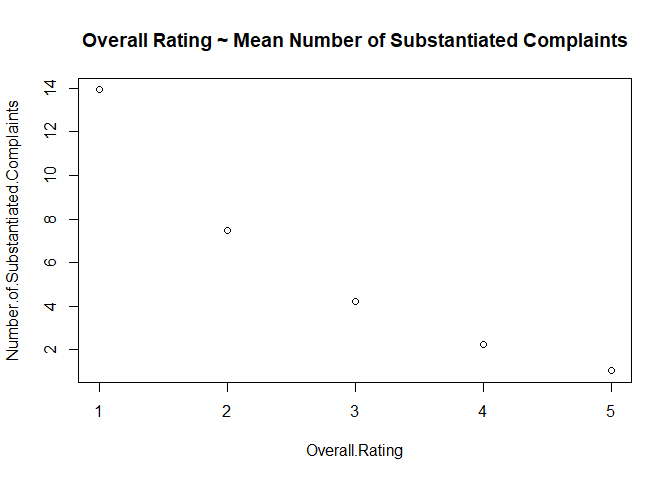 Overall Rating ~ Mean Number of Substantiated Complaints
Number.of.Substantiated.Complaints
14
12
10
8
6
4
2
1 2 3 4 5
Overall.Rating